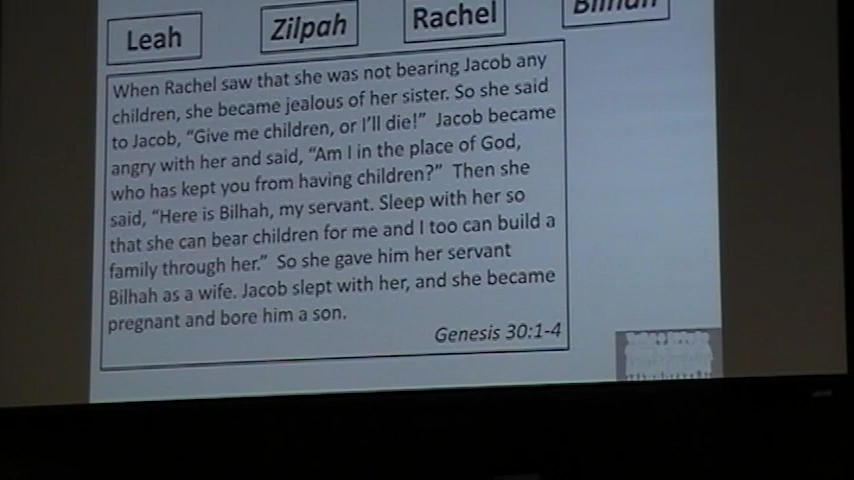 Leah Zilpah Rachel Bilhah
When Rachel saw that she was not bearing Jacob any
children, she became jealous of her sister. So she said
to Jacob, “Give me children, or I’ll die!” Jacob became
angry with her and said, “Am I in the place of God,
who has kept you from having children?” Then she
said, “Here is Bilhah, my servant. Sleep with her so
that she can bear children for me and I too can build a
family through her.” So she gave him her servant
Bilhah as a wife. Jacob slept with her, and she became
pregnant and bore him a son.
Genesis 30:1-4